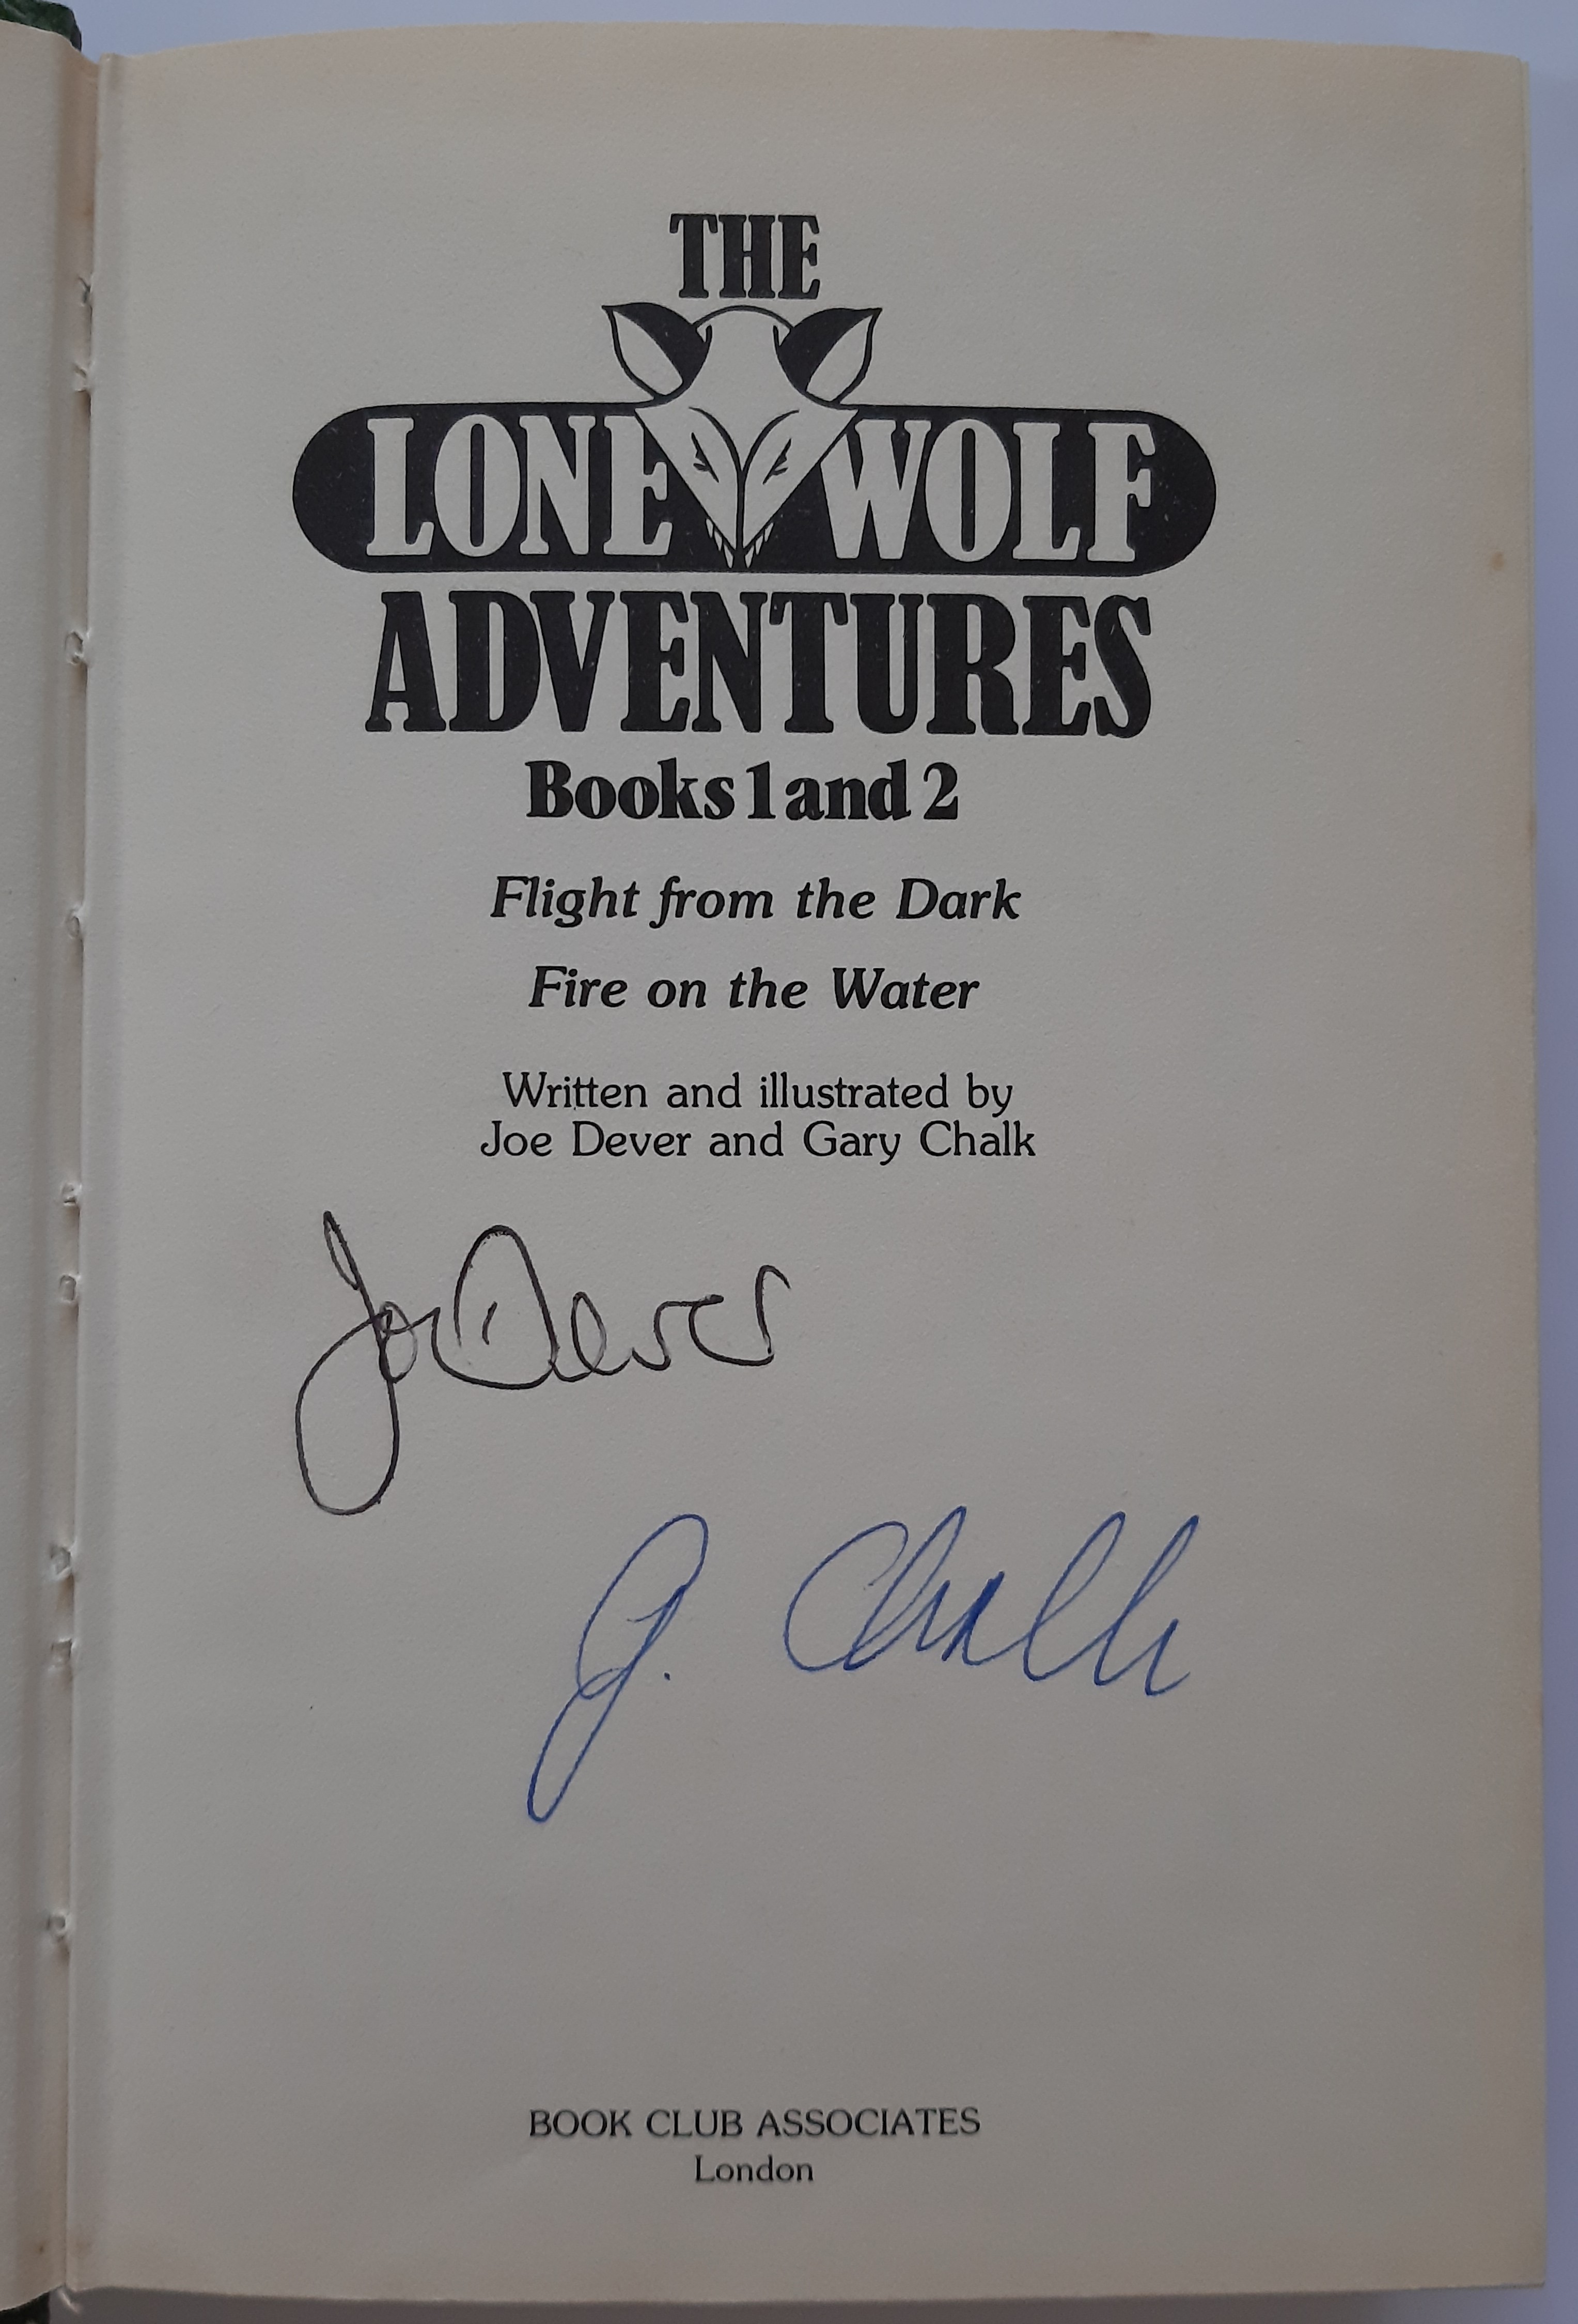 THE
LONE WOLF
ADVENTURES
Books 1 and 2
Flight from the Dark
Fire on the Water
Written and illustrated by
Joe Dever and Gary Chalk
Joe Dever
G. Chalk
BOOK CLUB ASSOCIATES
London